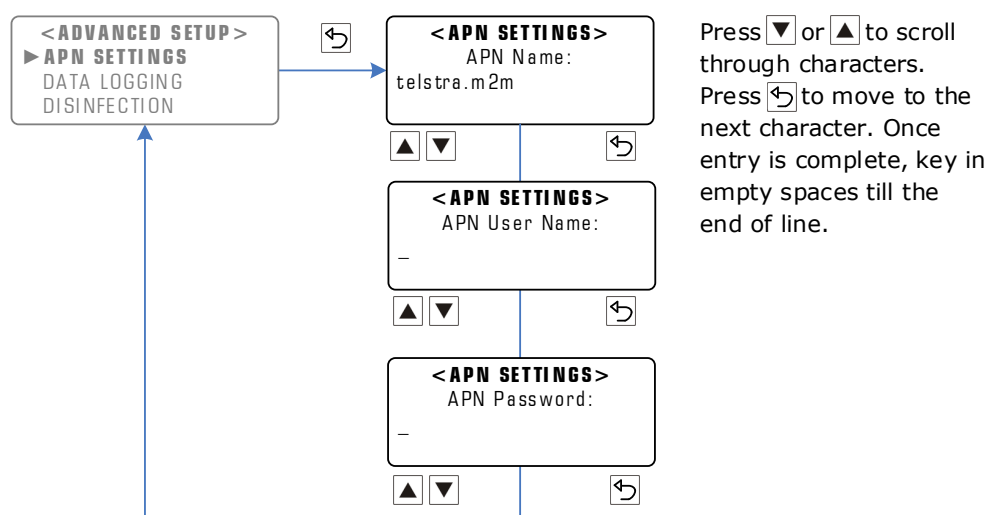 <ADVANCED SETUP>
▶APN SETTINGS
DATA LOGGING
DISINFECTION
<APN SETTINGS>
APN Name:
telstra.m2m
<APN SETTINGS>
APN User Name:
_
<APN SETTINGS>
APN Password:
_
Press ▼ or ▲ to scroll
through characters.
Press ⮌ to move to the
next character. Once
entry is complete, key in
empty spaces till the
end of line.